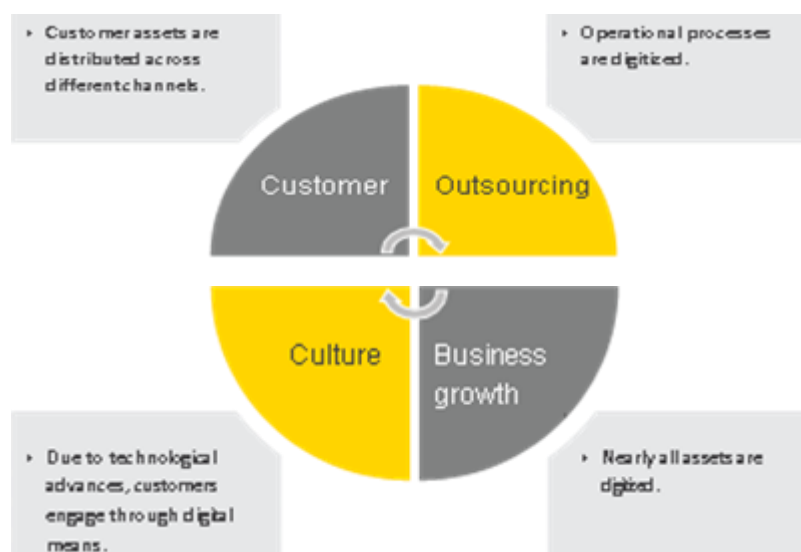 ‣ Customer assets are
distributed across
different channels.
‣ Operational processes
are digitized.
Customer
Outsourcing
Culture
Business
growth
‣ Due to technological
advances, customers
engage through digital
means.
‣ Nearly all assets are
digitized.